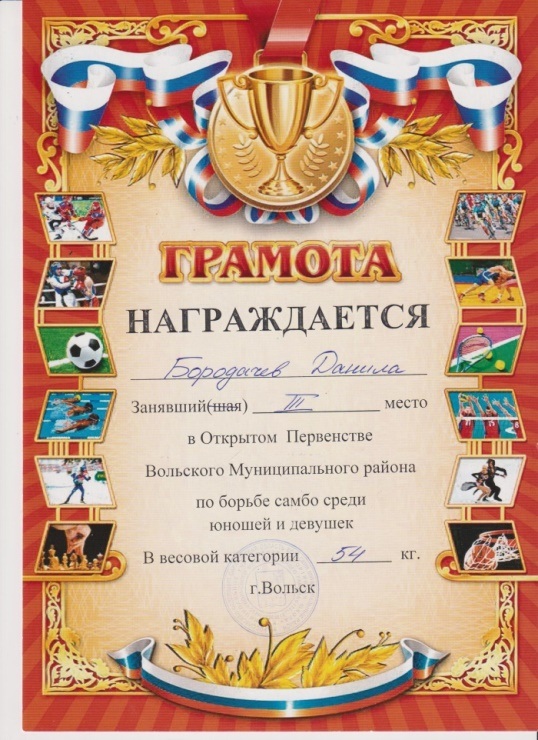 ГРАМОТА
НАГРАЖДАЕТСЯ
Бородачев Данила
Занявший(шая) III место
в Открытом Первенстве
Вольского Муниципального района
по борьбе самбо среди
юношей и девушек
В весовой категории 54 кг.
г.Вольск